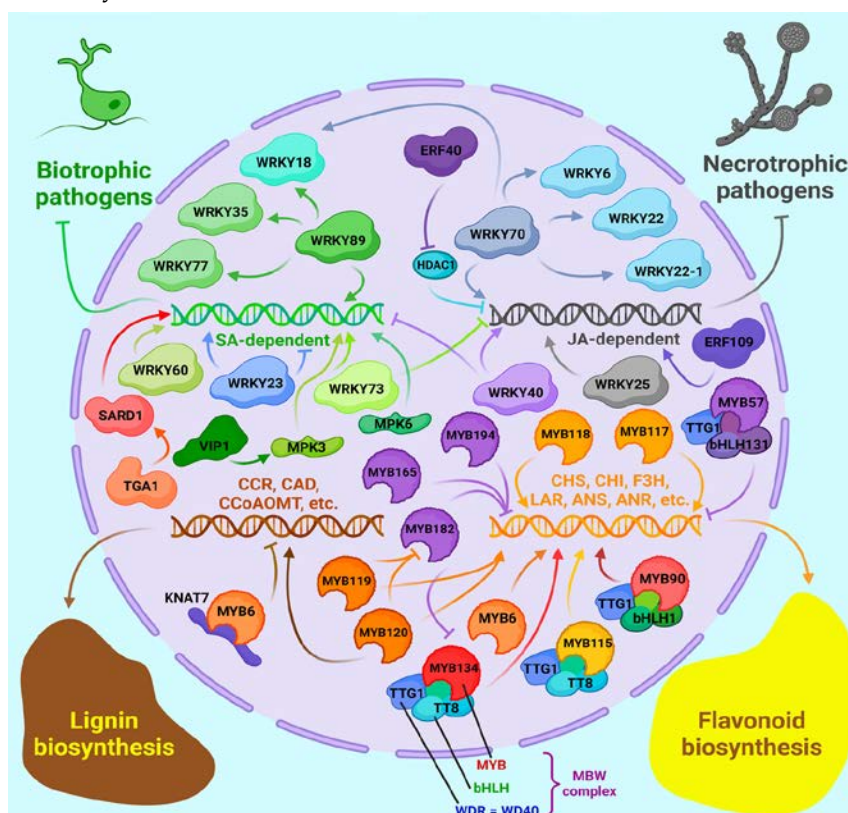 Biotrophic
pathogens
Necrotrophic
pathogens
WRKY18
ERF40
WRKY6
WRKY35
WRKY89
WRKY70
WRKY22
WRKY77
HDAC1
WRKY22-1
SA-dependent
JA-dependent
WRKY60
WRKY23
WRKY73
WRKY40
WRKY25
ERF109
SARD1
MPK6
MYB57
TTG1
bHLH131
VIP1
MPK3
MYB194
MYB118
MYB117
TGA1
MYB165
CCR, CAD,
CCoAOMT, etc.
CHS, CHI, F3H,
LAR, ANS, ANR, etc.
MYB182
MYB119
KNAT7
MYB6
MYB120
MYB6
MYB90
TTG1
bHLH1
MYB115
TTG1
TT8
MYB134
TTG1
TT8
Lignin
biosynthesis
Flavonoid
biosynthesis
MYB
bHLH
WDR = WD40
MBW
complex